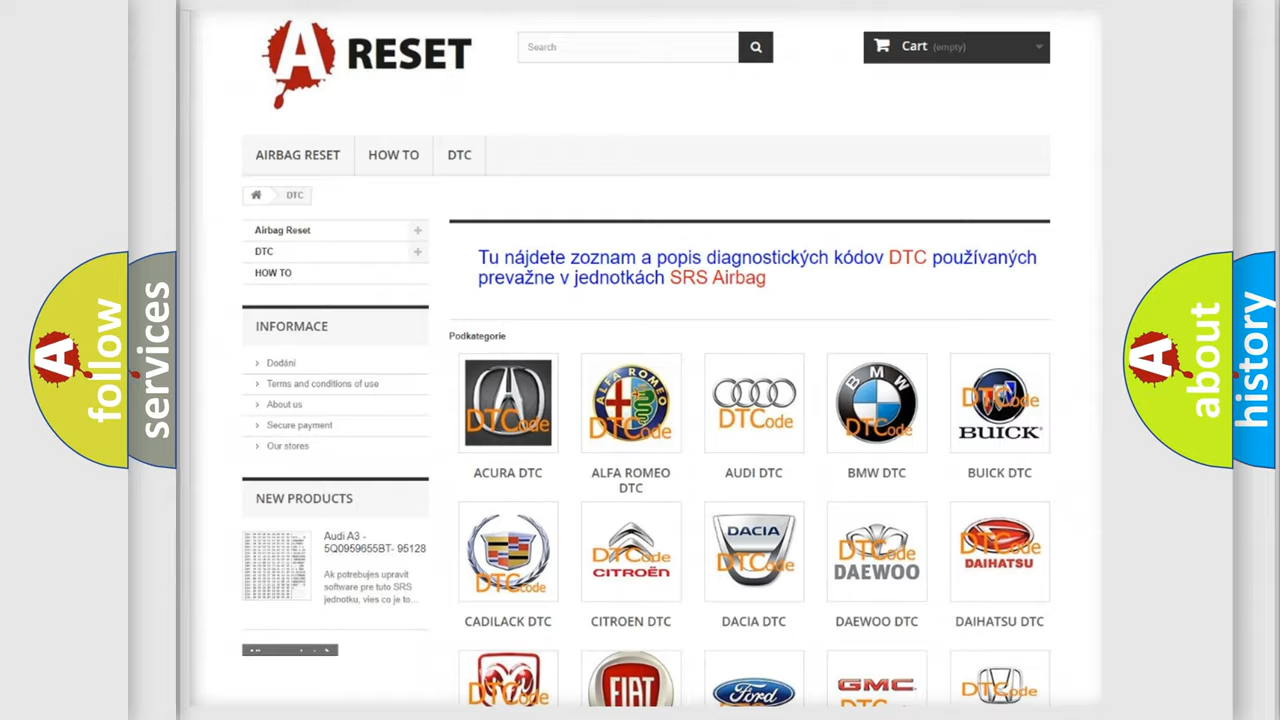 A RESET
Search
Cart (empty)
AIRBAG RESET
HOW TO
DTC
DTC
Airbag Reset
DTC
HOW TO
INFORMACE
Dodání
Terms and conditions of use
About us
Secure payment
Our stores
NEW PRODUCTS
Audi A3 -
5Q0959655BT- 95128
Ak potrebujes upravit
software pre tuto SRS
jednotku, vies co je to...
Tu nájdete zoznam a popis diagnostických kódov DTC používaných
prevažne v jednotkách SRS Airbag
Podkategorie
DTCode
ALFA ROMEO
DTCode
DTCode
BMW
DTCode
DTCode
BUICK
ACURA DTC
ALFA ROMEO
DTC
AUDI DTC
BMW DTC
BUICK DTC
DTCode
DTCode
CITROËN
DACIA
DTCode
DTCode
DAEWOO
DTCode
DAIHATSU
CADILACK DTC
CITROEN DTC
DACIA DTC
DAEWOO DTC
DAIHATSU DTC
DTCode
FIAT
Ford
GMC
DTCode
A follow
services
A about
history